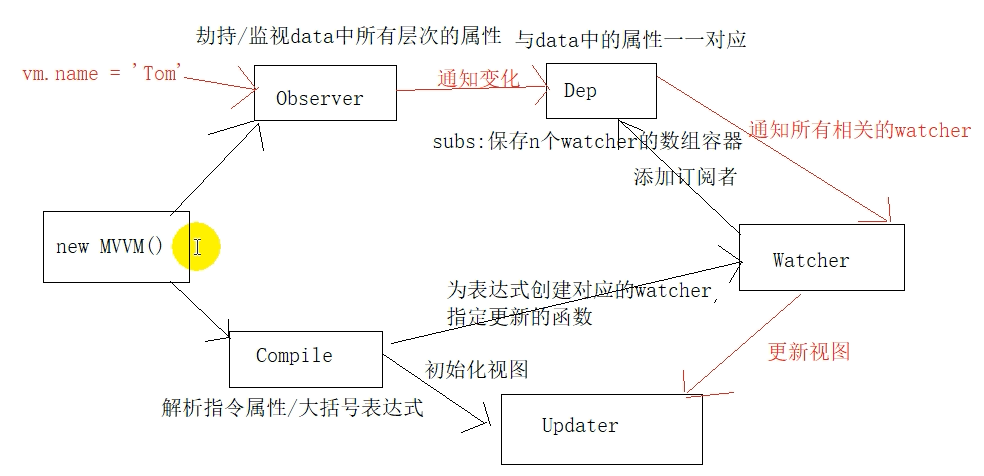 劫持/监视data中所有层次的属性
与data中的属性一一对应
vm.name = 'Tom'
Observer
通知变化
Dep
subs:保存n个watcher的数组容器
通知所有相关的watcher
添加订阅者
new MVVM()
Watcher
为表达式创建对应的watcher,
指定更新的函数
Compile
初始化视图
更新视图
解析指令属性/大括号表达式
Updater